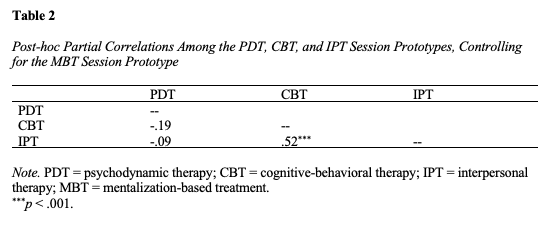 Table 2
Post-hoc Partial Correlations Among the PDT, CBT, and IPT Session Prototypes, Controlling
for the MBT Session Prototype
PDT CBT IPT
PDT --
CBT -.19 --
IPT -.09 .52*** --
Note. PDT = psychodynamic therapy; CBT = cognitive-behavioral therapy; IPT = interpersonal
therapy; MBT = mentalization-based treatment.
***p < .001.